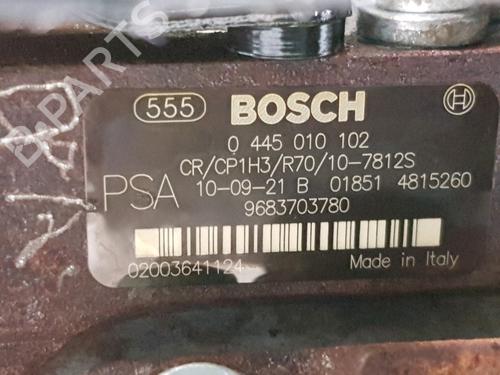 555 BOSCH
0 445 010 102
CR/CP1H3/R70/10-7812S
PSA 10-09-21 B 01851 4815260
9683703780
02003641124
Made in Italy
B-PARTS